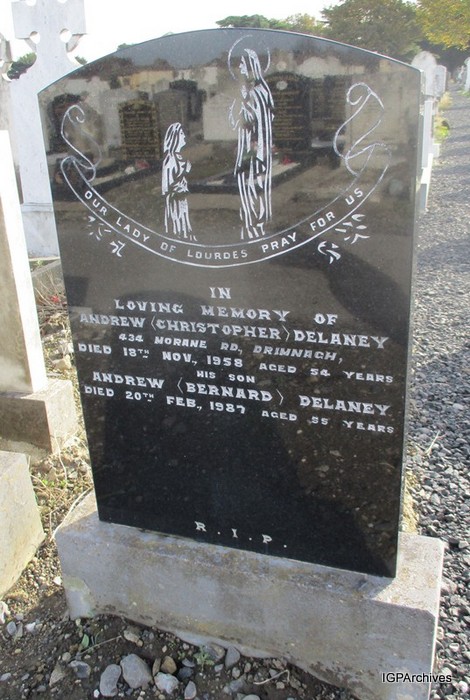 OUR LADY OF LOURDES PRAY FOR US
IN
LOVING MEMORY OF
ANDREW (CHRISTOPHER) DELANEY
434 MORANE RD, DRIMNAGH,
DIED 18TH NOV., 1958 AGED 54 YEARS
HIS SON
ANDREW (BERNARD) DELANEY
DIED 20TH FEB., 1987 AGED 55 YEARS
R.I.P.
IGPArchives